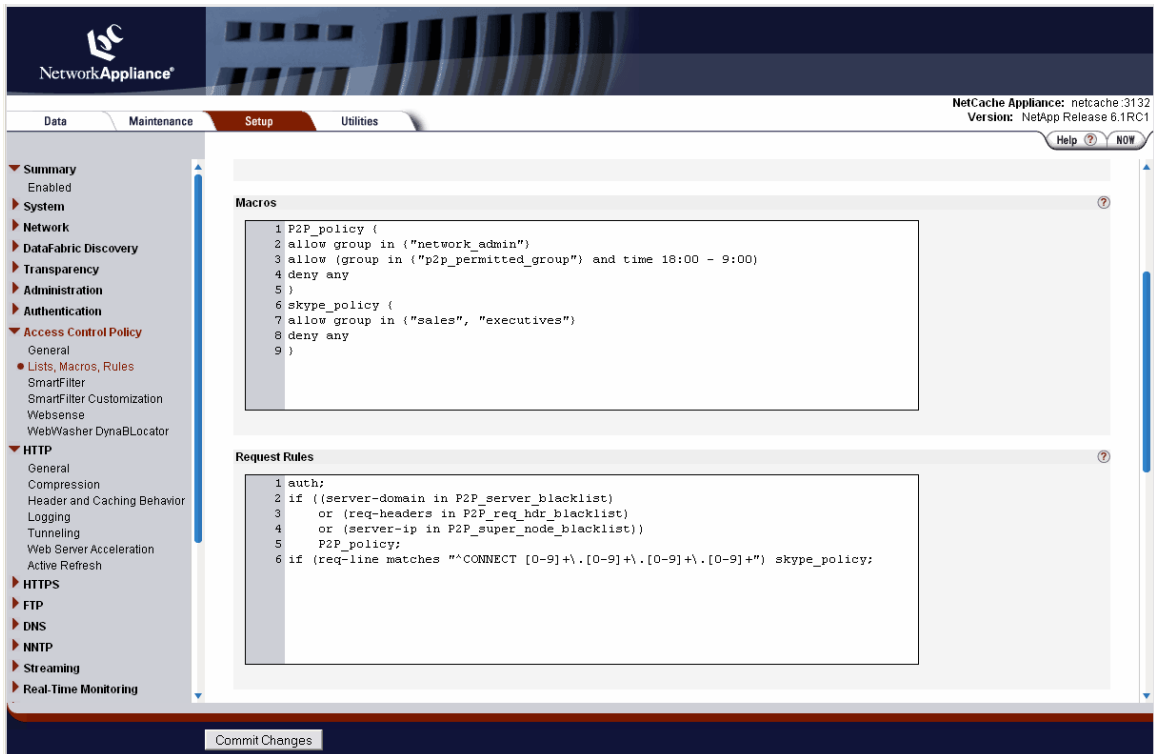 NetworkAppliance®
NetCache Appliance: netcache:3132
Version: NetApp Release 6.1RC1
Data Maintenance Setup Utilities
Help ? NOW
Summary
Enabled
System
Network
DataFabric Discovery
Transparency
Administration
Authentication
Access Control Policy
General
Lists, Macros, Rules
SmartFilter
SmartFilter Customization
Websense
WebWasher DynaBLocator
HTTP
General
Compression
Header and Caching Behavior
Logging
Tunneling
Web Server Acceleration
Active Refresh
HTTPS
FTP
DNS
NNTP
Streaming
Real-Time Monitoring
Macros ?
1 P2P_policy {
2 allow group in {"network_admin"}
3 allow (group in {"p2p_permitted_group"} and time 18:00 - 9:00)
4 deny any
5 }
6 skype_policy {
7 allow group in {"sales", "executives"}
8 deny any
9 }
Request Rules ?
1 auth;
2 if ((server-domain in P2P_server_blacklist)
3 or (req-headers in P2P_req_hdr_blacklist)
4 or (server-ip in P2P_super_node_blacklist))
5 P2P_policy;
6 if (req-line matches "^CONNECT [0-9]+\.[0-9]+\.[0-9]+\.[0-9]+") skype_policy;
Commit Changes